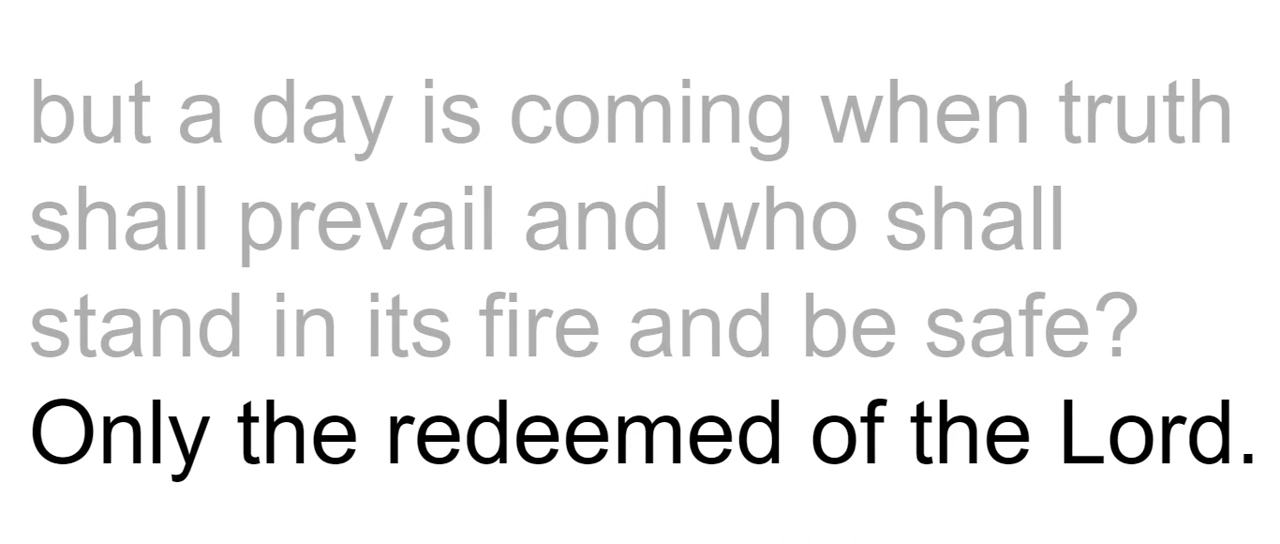 but a day is coming when truth
shall prevail and who shall
stand in its fire and be safe?
Only the redeemed of the Lord.